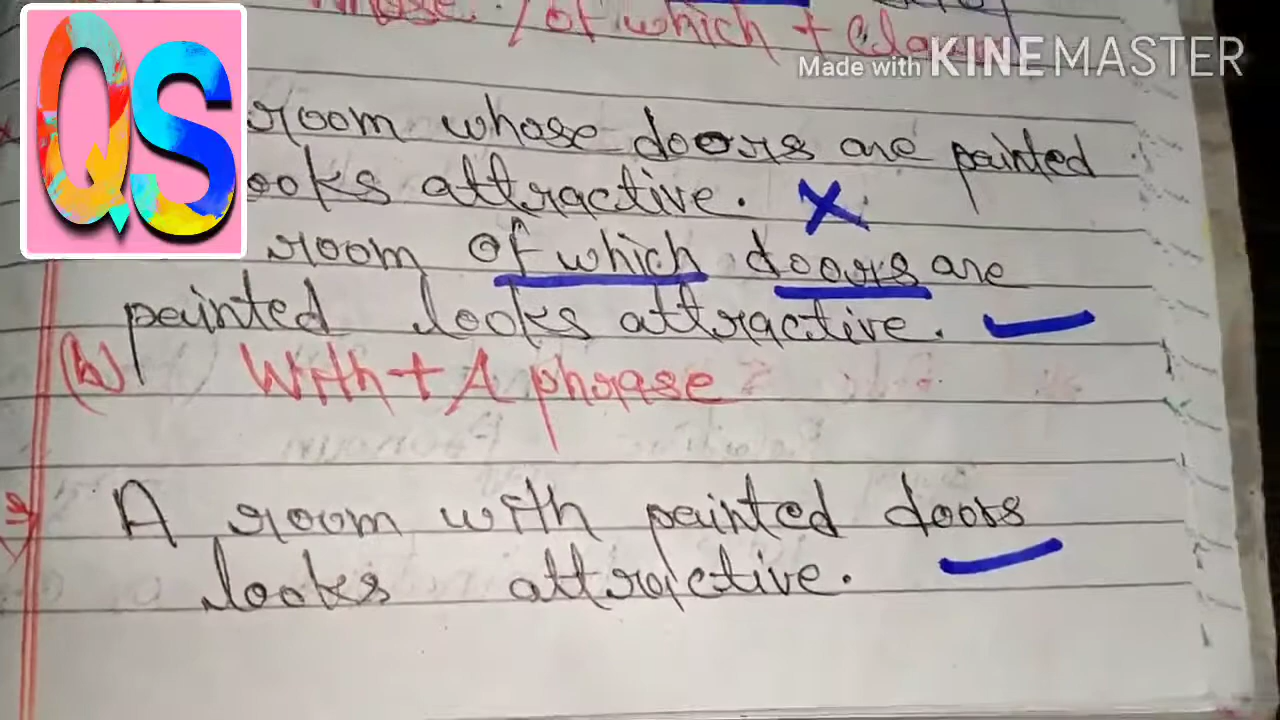 /of which +
Made with KINEMASTER
QS
room whose doors are painted
ooks attractive. ×
room of which doors are
painted looks attractive.
(b) With + A phrase
A room with painted doors
looks attractive.